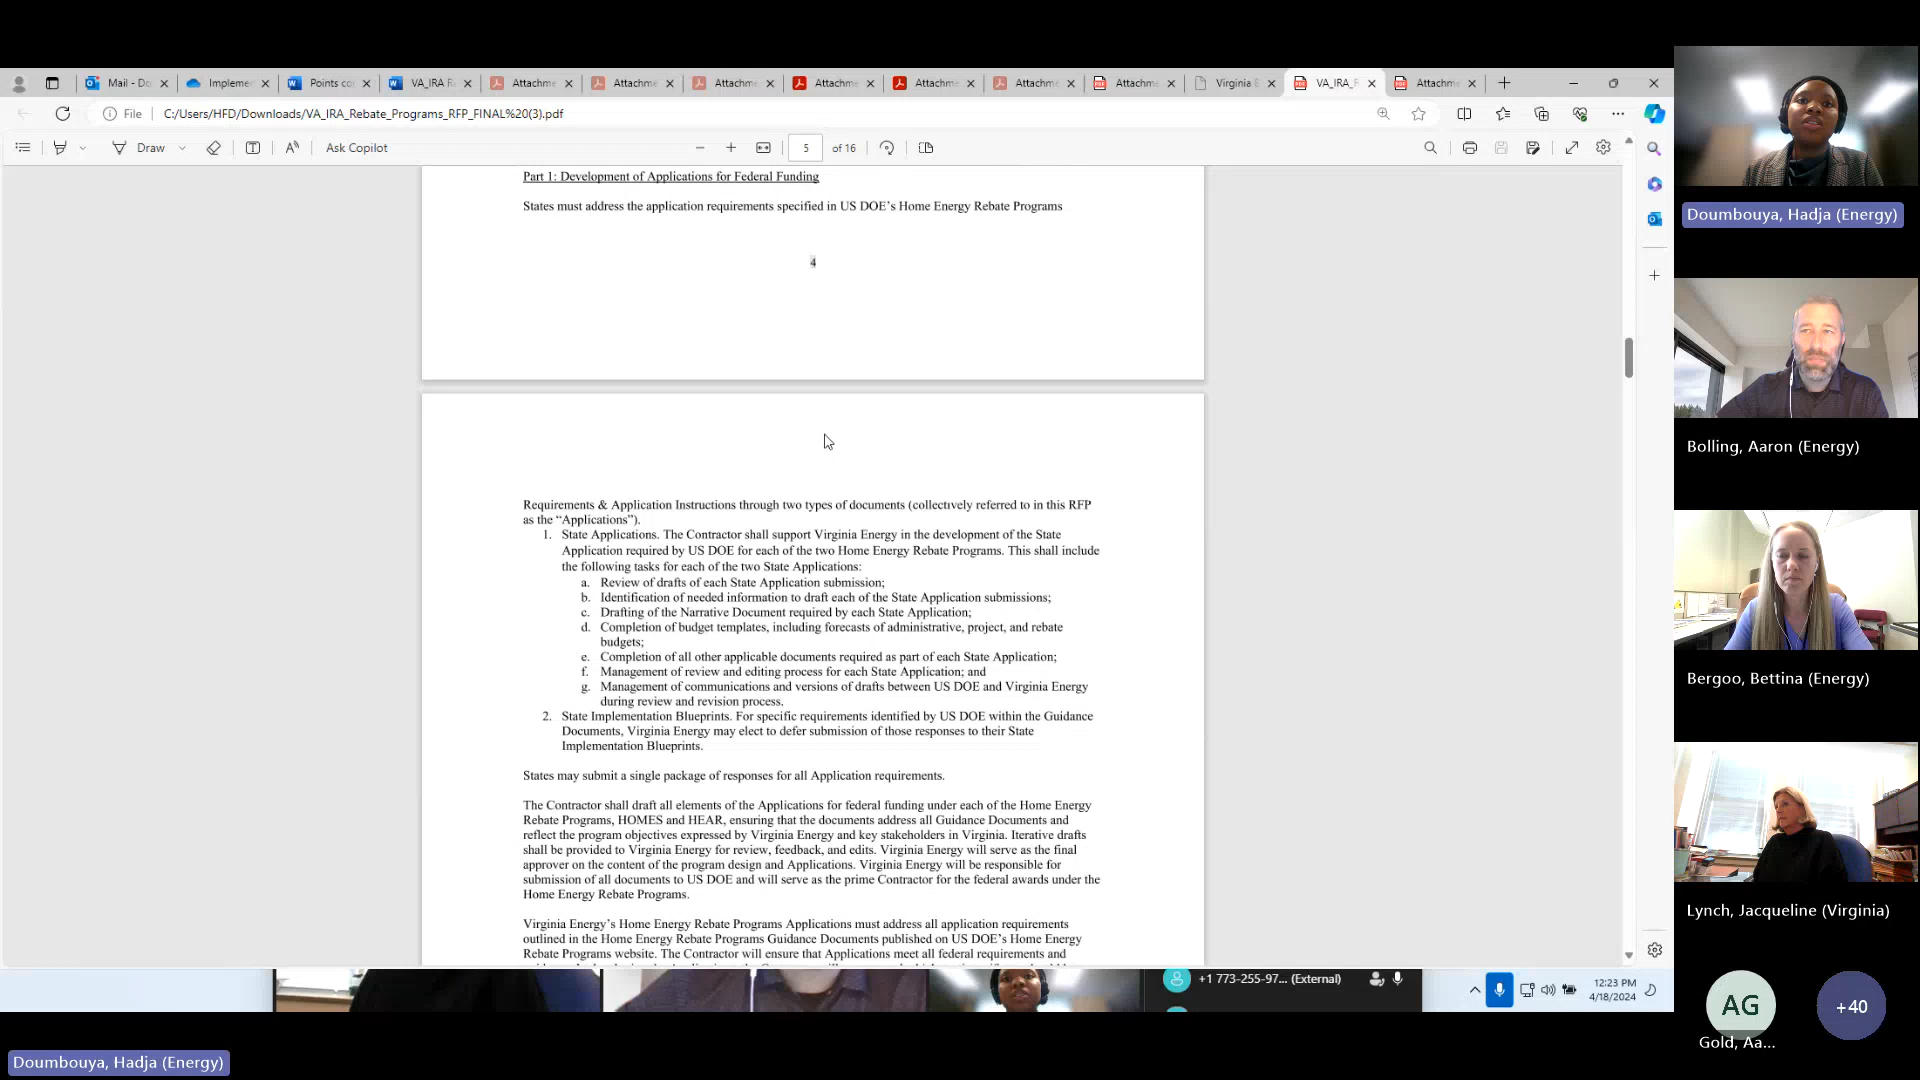 Mail - Do
Impleme
Points co
VA_IRA R
Attachme
Attachme
Attachme
Attachme
Attachme
Attachme
Attachme
Virginia E
VA_IRA_F
Attachme
File
C:/Users/HFD/Downloads/VA_IRA_Rebate_Programs_RFP_FINAL%20(3).pdf
Draw
Ask Copilot
5
of 16
Part 1: Development of Applications for Federal Funding
States must address the application requirements specified in US DOE's Home Energy Rebate Programs
4
Requirements & Application Instructions through two types of documents (collectively referred to in this RFP
as the "Applications").
1. State Applications. The Contractor shall support Virginia Energy in the development of the State
Application required by US DOE for each of the two Home Energy Rebate Programs. This shall include
the following tasks for each of the two State Applications:
a. Review of drafts of each State Application submission;
b. Identification of needed information to draft each of the State Application submissions;
c. Drafting of the Narrative Document required by each State Application;
d. Completion of budget templates, including forecasts of administrative, project, and rebate
budgets;
e. Completion of all other applicable documents required as part of each State Application;
f. Management of review and editing process for each State Application; and
g. Management of communications and versions of drafts between US DOE and Virginia Energy
during review and revision process.
2. State Implementation Blueprints. For specific requirements identified by US DOE within the Guidance
Documents, Virginia Energy may elect to defer submission of those responses to their State
Implementation Blueprints.
States may submit a single package of responses for all Application requirements.
The Contractor shall draft all elements of the Applications for federal funding under each of the Home Energy
Rebate Programs, HOMES and HEAR, ensuring that the documents address all Guidance Documents and
reflect the program objectives expressed by Virginia Energy and key stakeholders in Virginia. Iterative drafts
shall be provided to Virginia Energy for review, feedback, and edits. Virginia Energy will serve as the final
approver on the content of the program design and Applications. Virginia Energy will be responsible for
submission of all documents to US DOE and will serve as the prime Contractor for the federal awards under the
Home Energy Rebate Programs.
Virginia Energy's Home Energy Rebate Programs Applications must address all application requirements
outlined in the Home Energy Rebate Programs Guidance Documents published on US DOE's Home Energy
Rebate Programs website. The Contractor will ensure that Applications meet all federal requirements and
+1 773-255-97... (External)
12:23 PM
4/18/2024
Doumbouya, Hadja (Energy)
Bolling, Aaron (Energy)
Bergoo, Bettina (Energy)
Lynch, Jacqueline (Virginia)
AG
+40
Gold, Aa...
Doumbouya, Hadja (Energy)